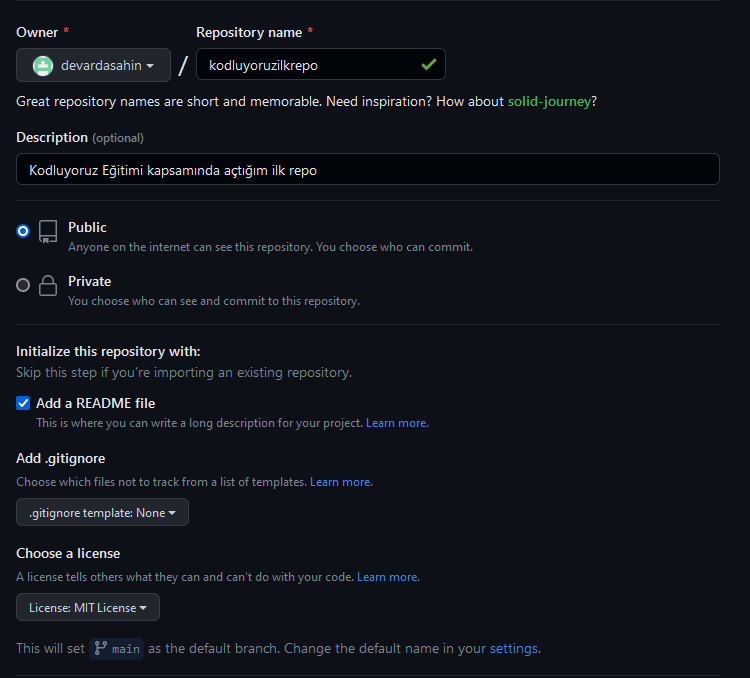 Owner * Repository name *
devardasahin / kodluyoruzilkrepo
Great repository names are short and memorable. Need inspiration? How about solid-journey?
Description (optional)
Kodluyoruz Eğitimi kapsamında açtığım ilk repo
Public
Anyone on the internet can see this repository. You choose who can commit.
Private
You choose who can see and commit to this repository.
Initialize this repository with:
Skip this step if you're importing an existing repository.
Add a README file
This is where you can write a long description for your project. Learn more.
Add .gitignore
Choose which files not to track from a list of templates. Learn more.
.gitignore template: None
Choose a license
A license tells others what they can and can't do with your code. Learn more.
License: MIT License
This will set main as the default branch. Change the default name in your settings.